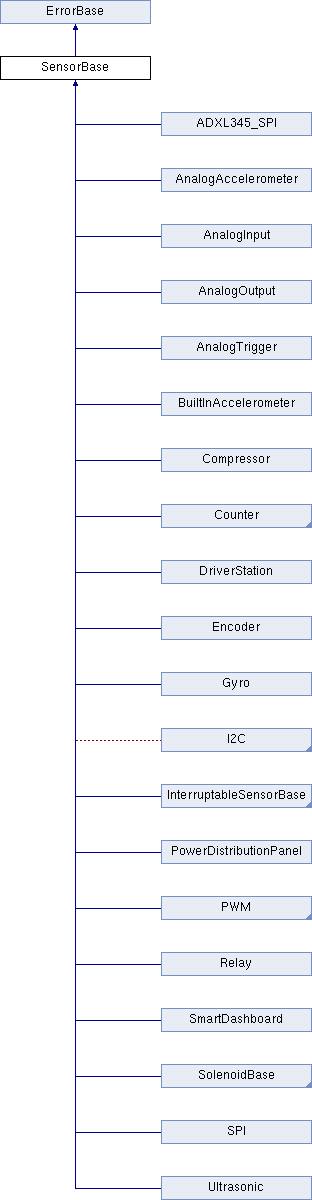 ErrorBase
SensorBase
ADXL345_SPI
AnalogAccelerometer
AnalogInput
AnalogOutput
AnalogTrigger
BuiltInAccelerometer
Compressor
Counter
DriverStation
Encoder
Gyro
I2C
InterruptableSensorBase
PowerDistributionPanel
PWM
Relay
SmartDashboard
SolenoidBase
SPI
Ultrasonic